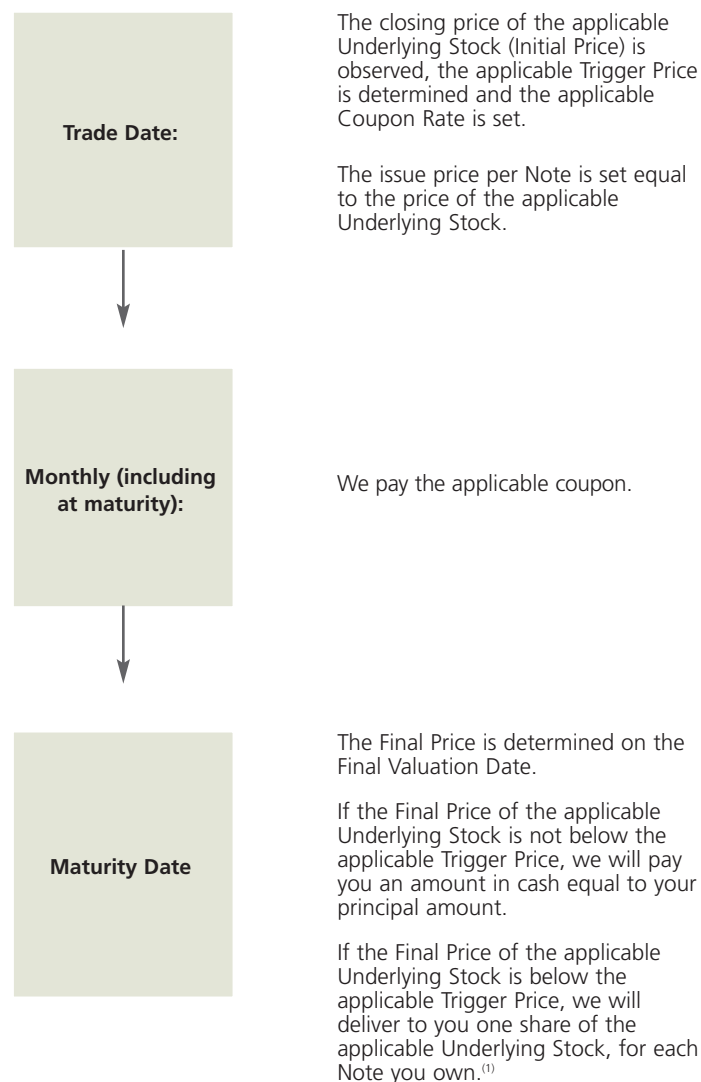 Trade Date:
The closing price of the applicable
Underlying Stock (Initial Price) is
observed, the applicable Trigger Price
is determined and the applicable
Coupon Rate is set.
The issue price per Note is set equal
to the price of the applicable
Underlying Stock.
Monthly (including
at maturity):
We pay the applicable coupon.
Maturity Date
The Final Price is determined on the
Final Valuation Date.
If the Final Price of the applicable
Underlying Stock is not below the
applicable Trigger Price, we will pay
you an amount in cash equal to your
principal amount.
If the Final Price of the applicable
Underlying Stock is below the
applicable Trigger Price, we will
deliver to you one share of the
applicable Underlying Stock, for each
Note you own.(1)